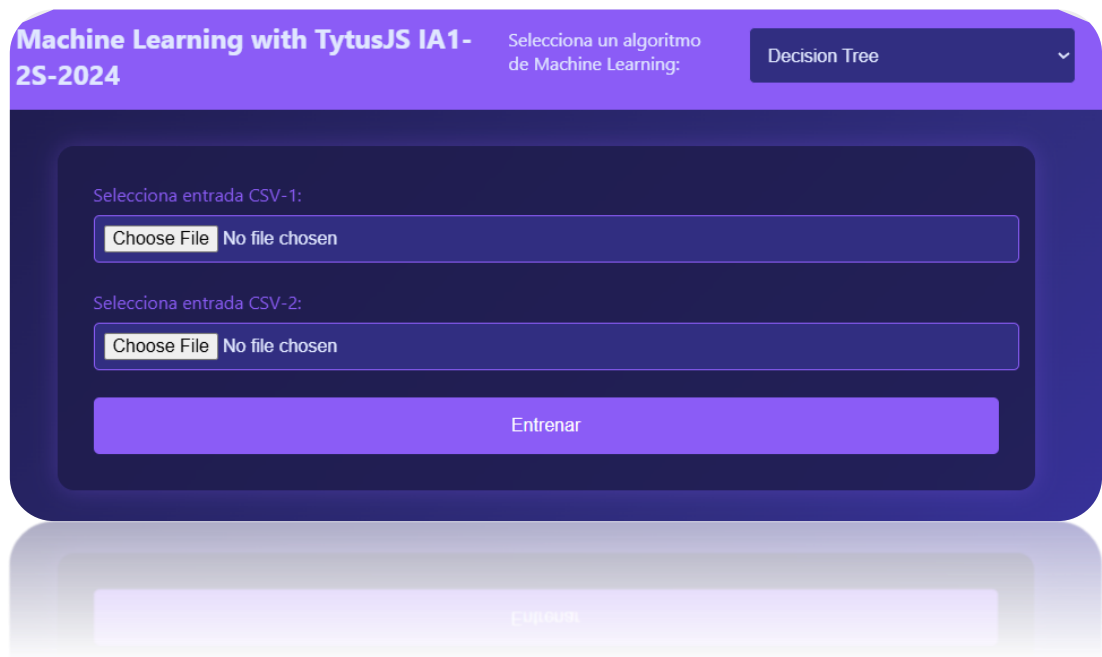 Machine Learning with TytusJS IA1-
2S-2024
Selecciona un algoritmo
de Machine Learning:
Decision Tree
Selecciona entrada CSV-1:
Choose File No file chosen
Selecciona entrada CSV-2:
Choose File No file chosen
Entrenar
Entrenar